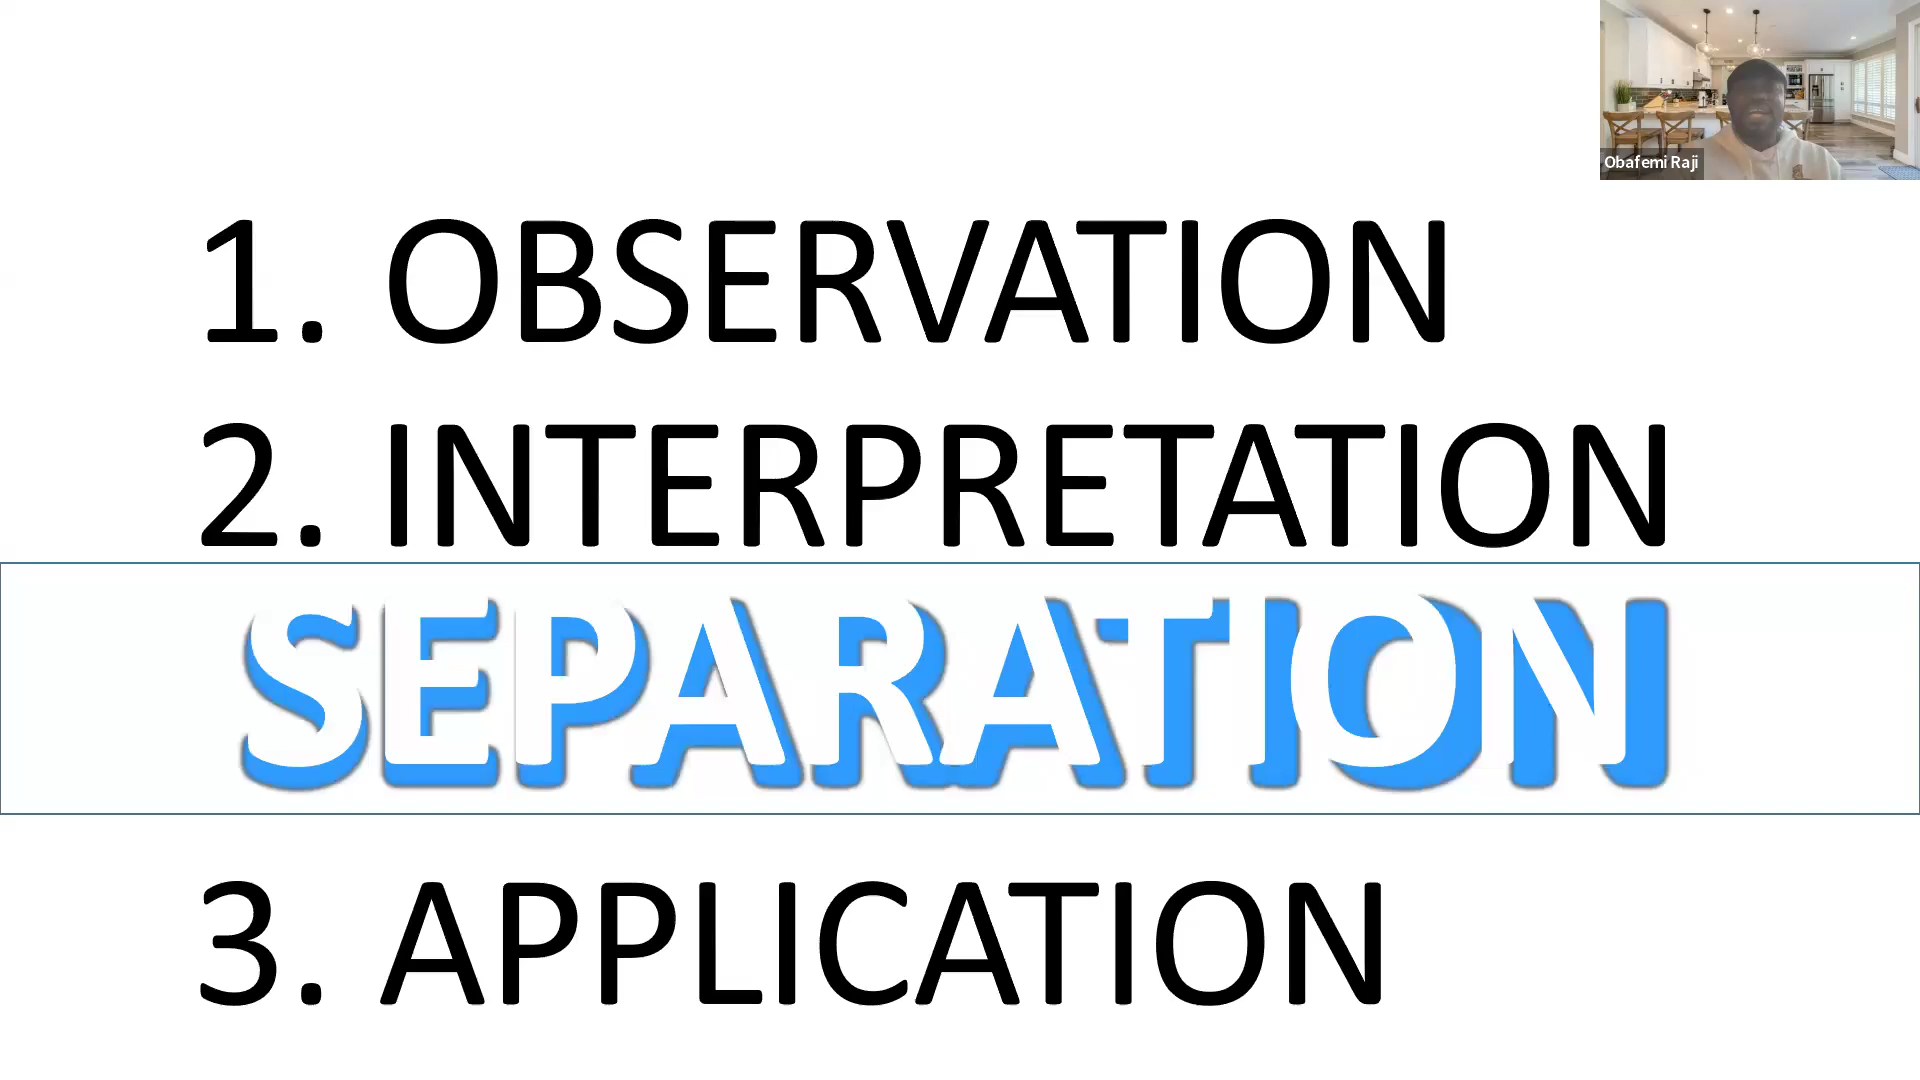 Obafemi Raji
1. OBSERVATION
2. INTERPRETATION
SEPARATION
3. APPLICATION